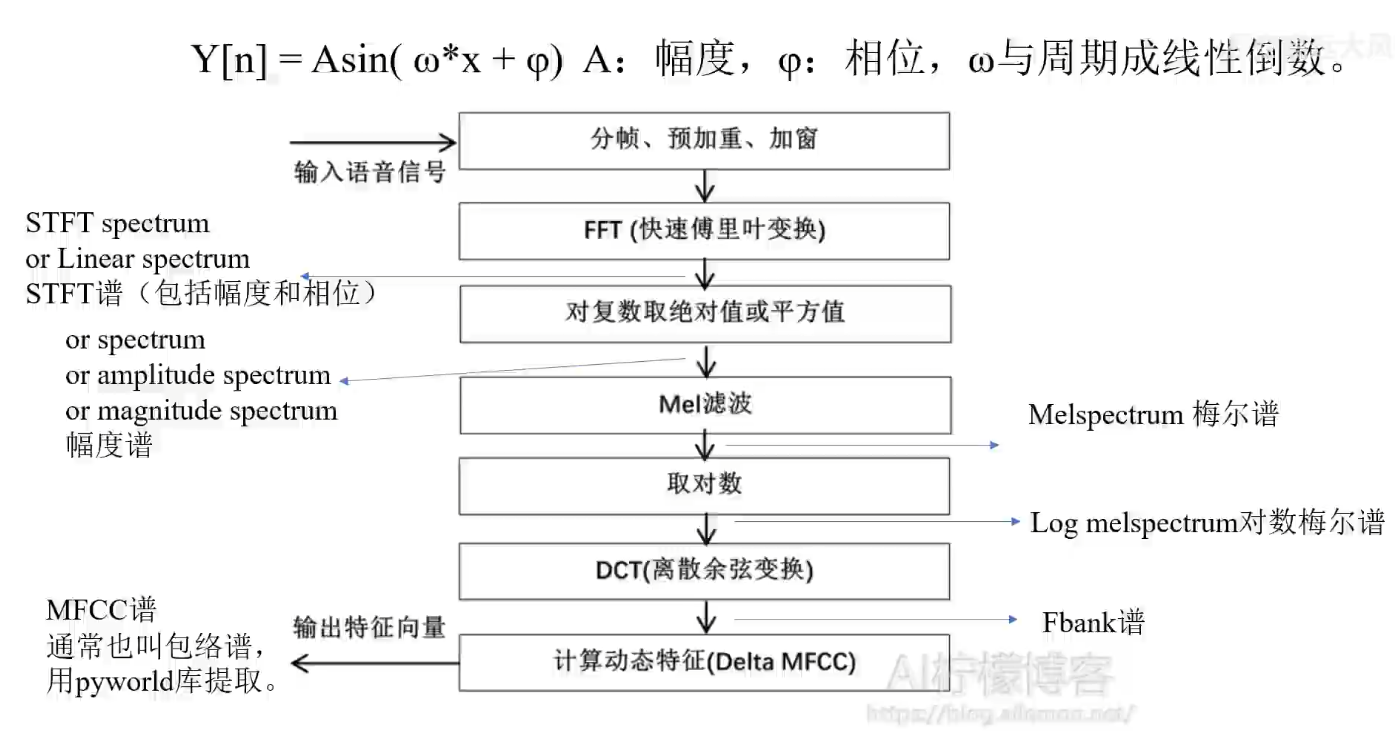 Y[n] = Asin( ω*x + φ) A：幅度，φ：相位，ω与周期成线性倒数。
分帧、预加重、加窗
输入语音信号
FFT (快速傅里叶变换)
STFT spectrum
or Linear spectrum
STFT谱（包括幅度和相位）
对复数取绝对值或平方值
or spectrum
or amplitude spectrum
or magnitude spectrum
幅度谱
Mel滤波
Melspectrum 梅尔谱
取对数
Log melspectrum对数梅尔谱
DCT(离散余弦变换)
Fbank谱
MFCC谱
通常也叫包络谱，
用pyworld库提取。
输出特征向量
计算动态特征(Delta MFCC)
AI柠檬博客